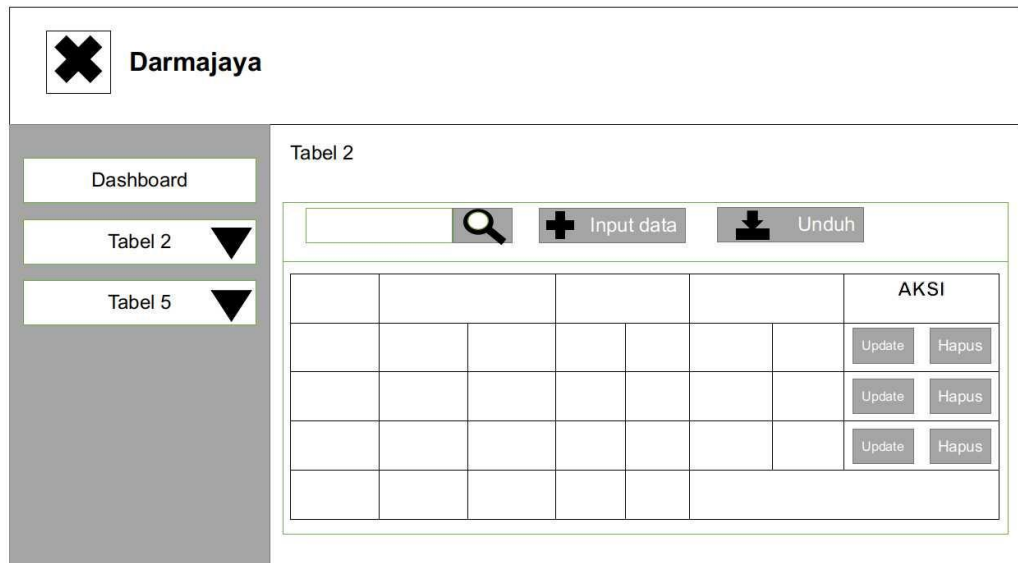 Darmajaya
Dashboard
Tabel 2
Tabel 5
Tabel 2
Input data
Unduh
AKSI
Update Hapus
Update Hapus
Update Hapus